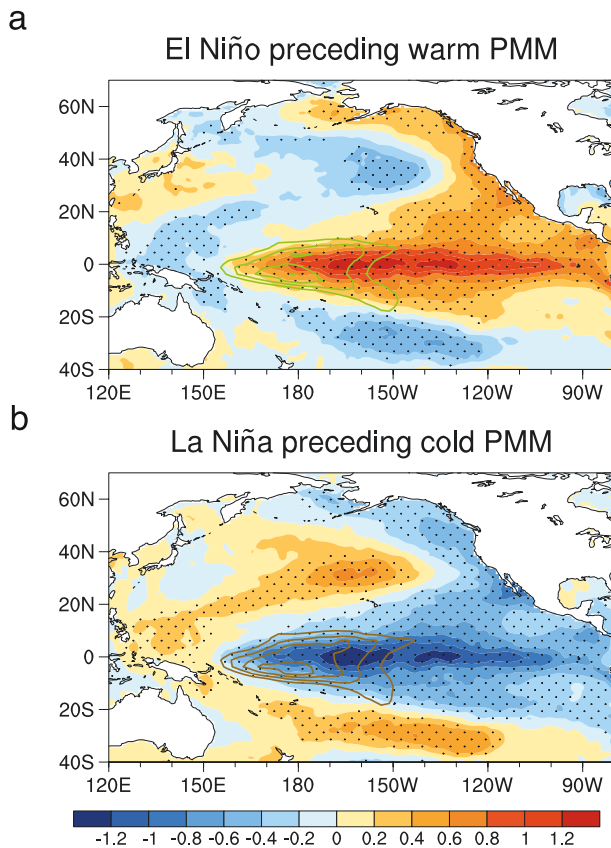 a
El Niño preceding warm PMM
60N
40N
20N
0
20S
40S
120E 150E 180 150W 120W 90W
b
La Niña preceding cold PMM
60N
40N
20N
0
20S
40S
120E 150E 180 150W 120W 90W
-1.2 -1 -0.8 -0.6 -0.4 -0.2 0 0.2 0.4 0.6 0.8 1 1.2